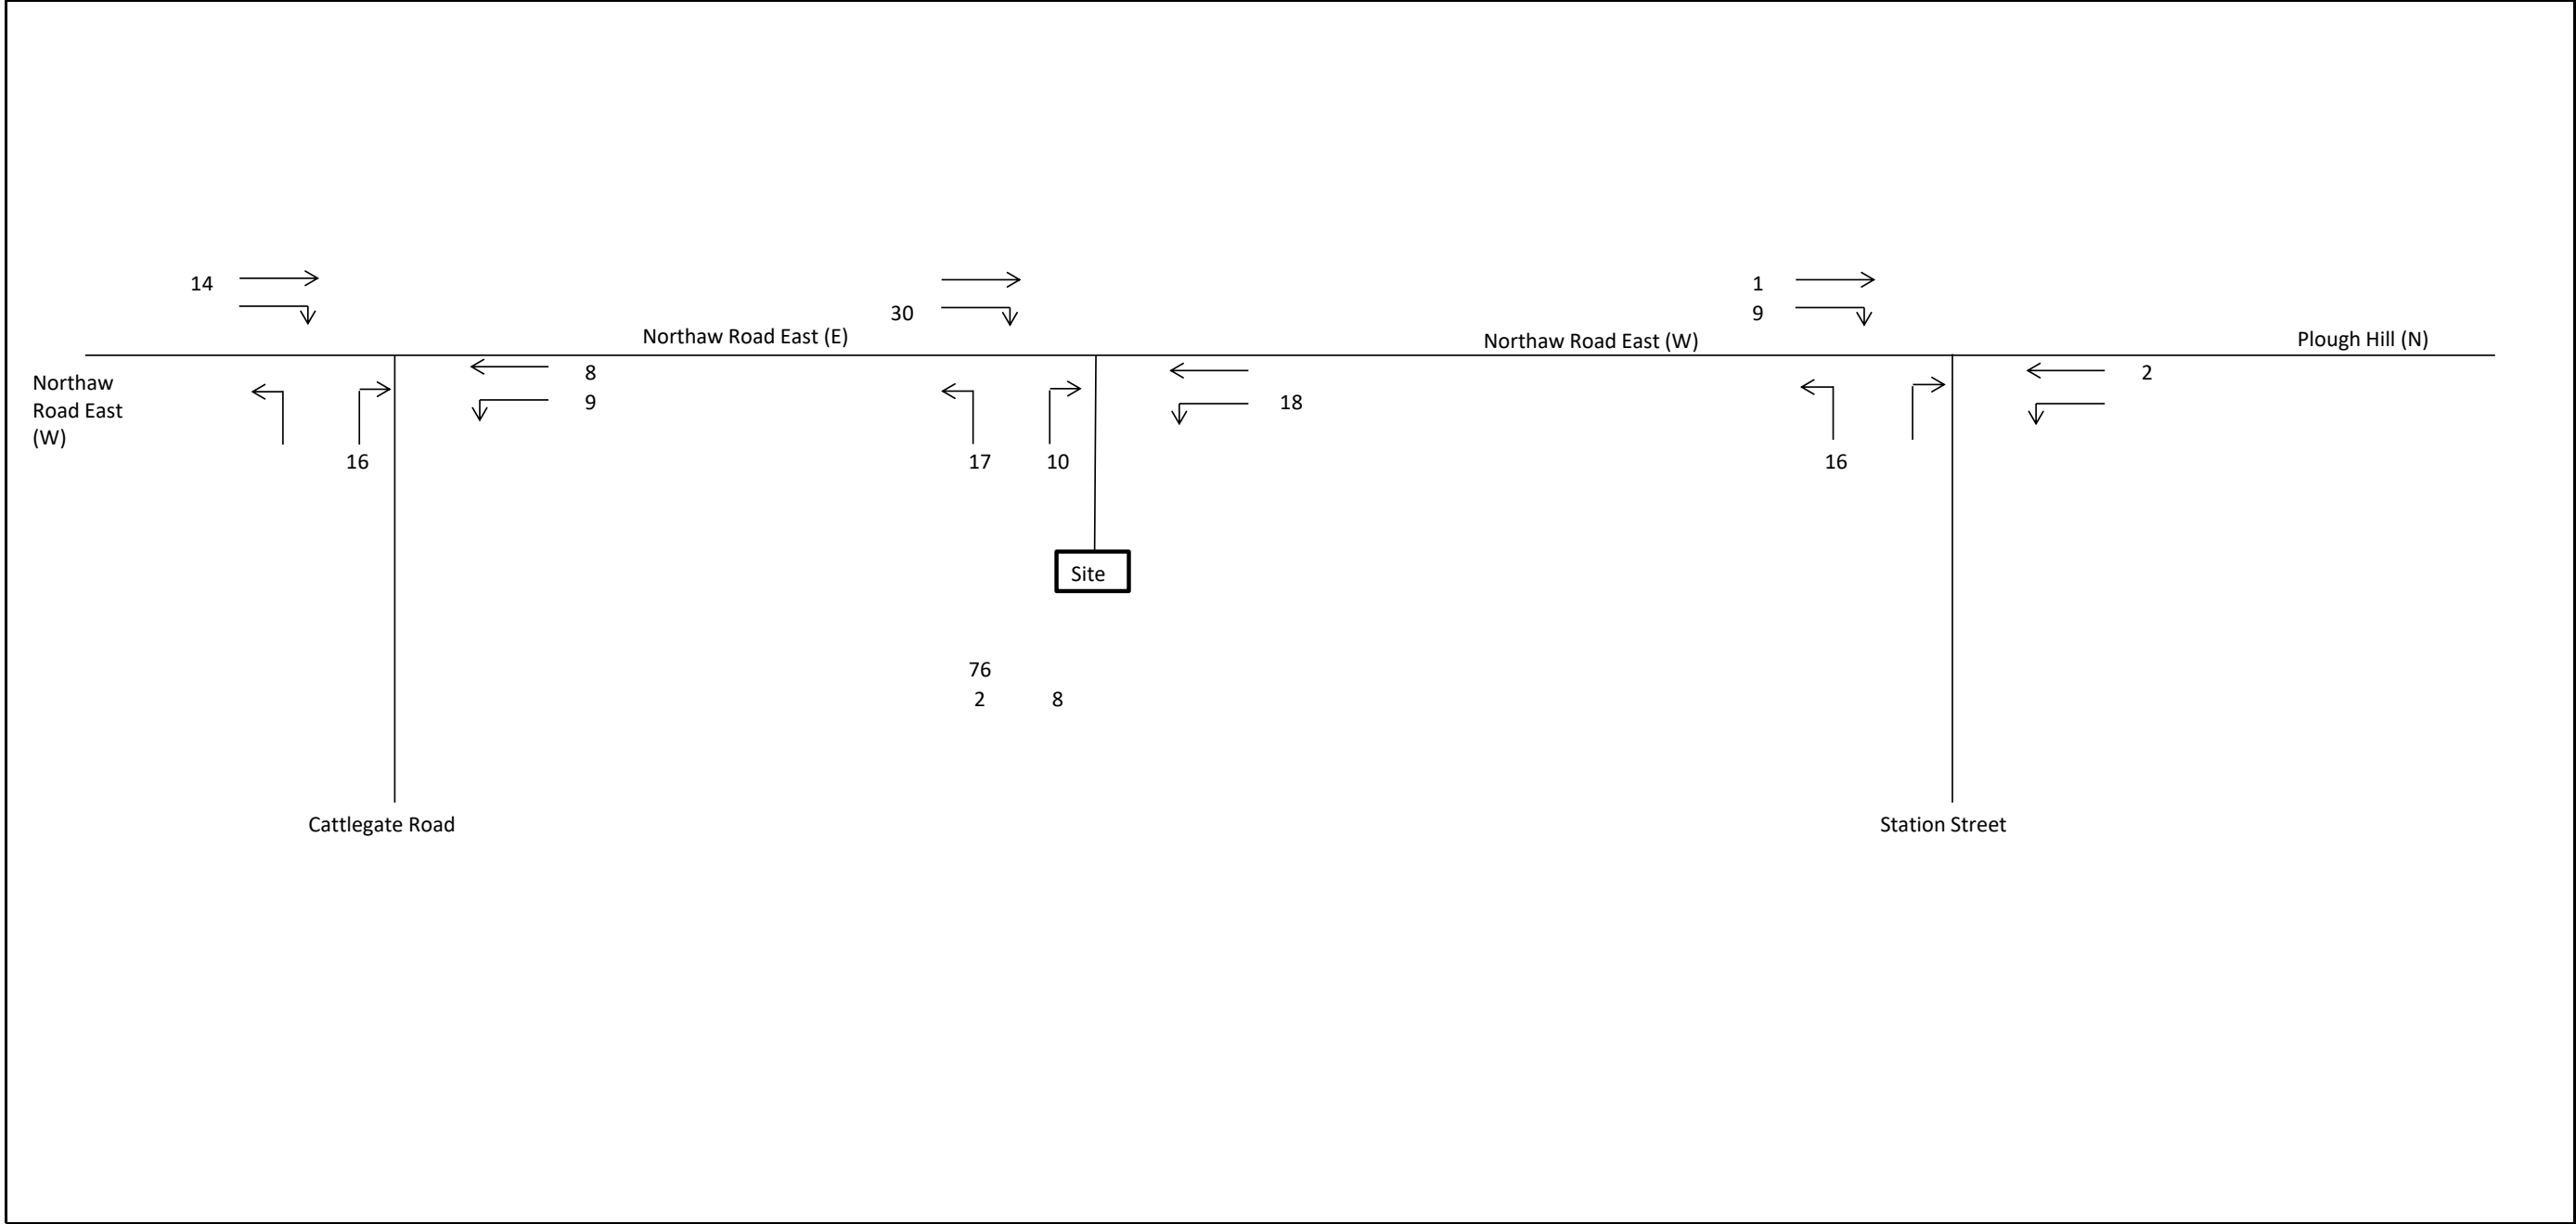 14
30
1
9
Northaw Road East (E)
Northaw Road East (W)
Plough Hill (N)
Northaw
Road East
(W)
8
9
18
2
16
17
10
16
Site
76
2
8
Cattlegate Road
Station Street